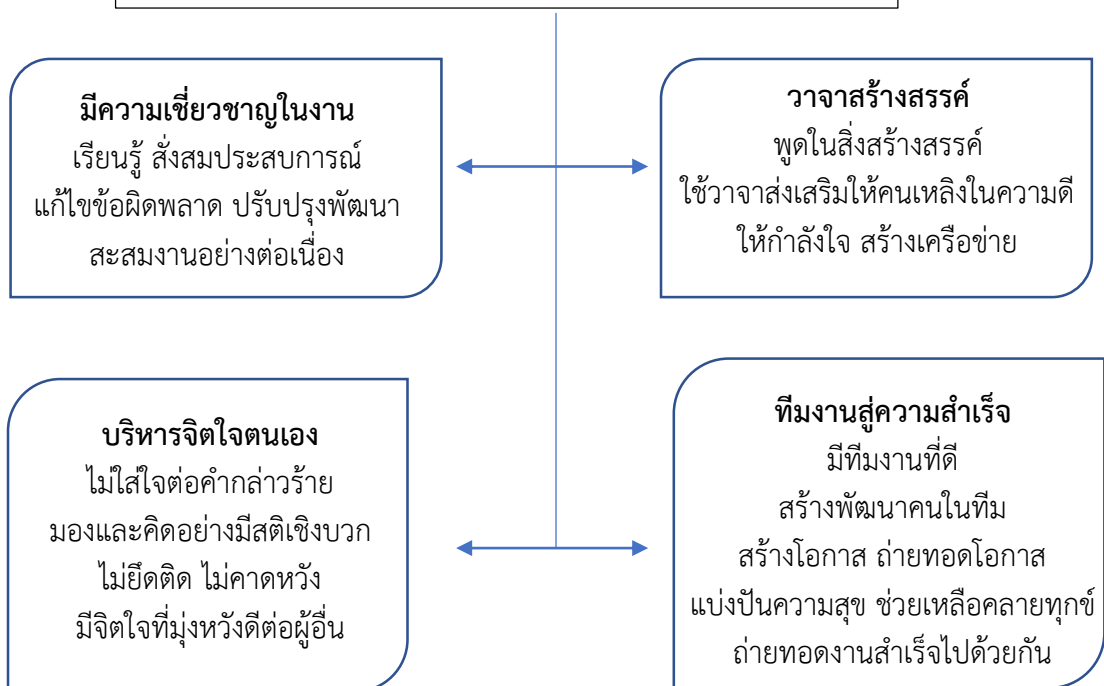 มีความเชี่ยวชาญในงาน
เรียนรู้ สั่งสมประสบการณ์
แก้ไขข้อผิดพลาด ปรับปรุงพัฒนา
สะสมงานอย่างต่อเนื่อง
วาจาสร้างสรรค์
พูดในสิ่งสร้างสรรค์
ใช้วาจาส่งเสริมให้คนเหลิงในความดี
ให้กำลังใจ สร้างเครือข่าย
บริหารจิตใจตนเอง
ไม่ใส่ใจต่อคำกล่าวร้าย
มองและคิดอย่างมีสติเชิงบวก
ไม่ยึดติด ไม่คาดหวัง
มีจิตใจที่มุ่งหวังดีต่อผู้อื่น
ทีมงานสู่ความสำเร็จ
มีทีมงานที่ดี
สร้างพัฒนาคนในทีม
สร้างโอกาส ถ่ายทอดโอกาส
แบ่งปันความสุข ช่วยเหลือคลายทุกข์
ถ่ายทอดงานสำเร็จไปด้วยกัน